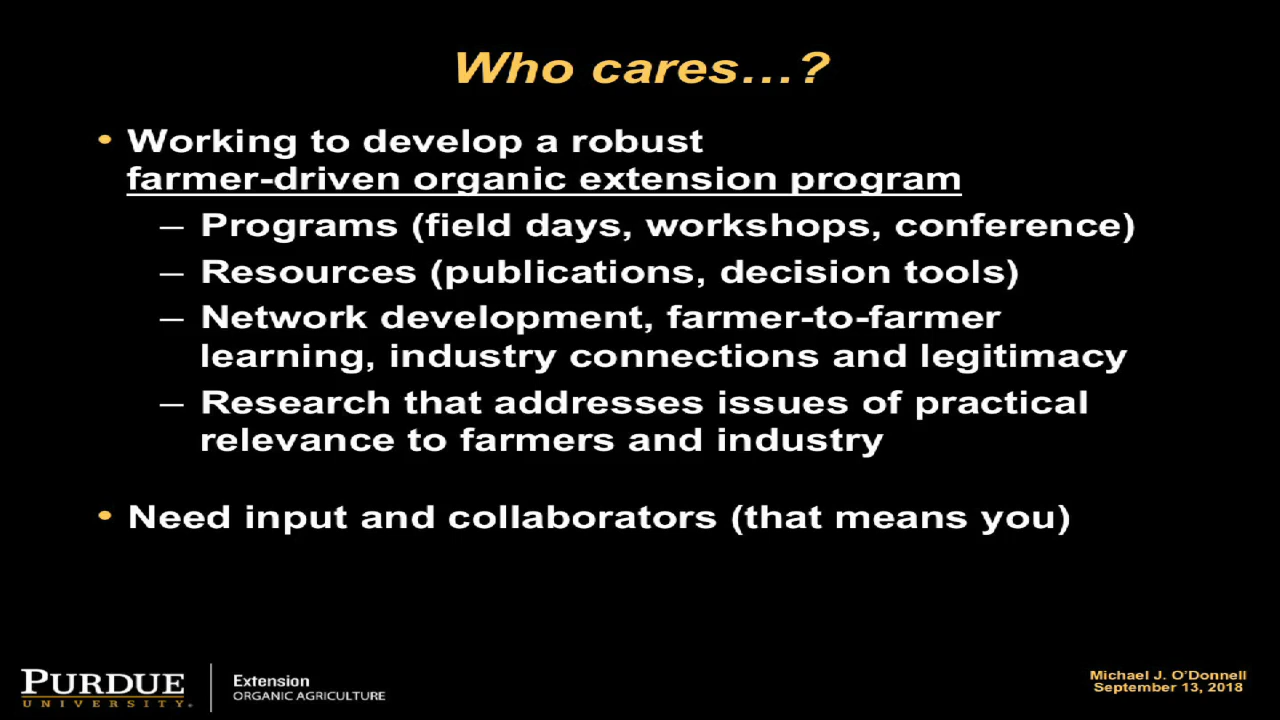 Who cares...?
• Working to develop a robust
farmer-driven organic extension program
– Programs (field days, workshops, conference)
– Resources (publications, decision tools)
– Network development, farmer-to-farmer
learning, industry connections and legitimacy
– Research that addresses issues of practical
relevance to farmers and industry
• Need input and collaborators (that means you)
PURDUE
UNIVERSITY.
Extension
ORGANIC AGRICULTURE
Michael J. O'Donnell
September 13, 2018